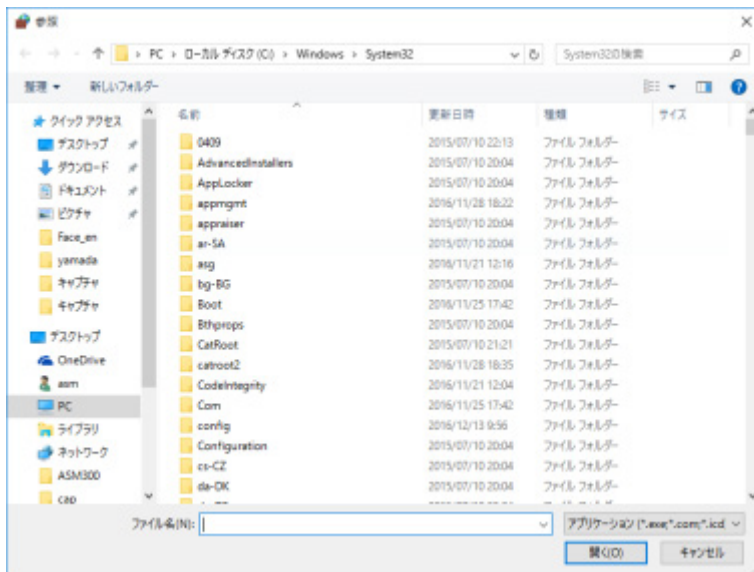 参照
PC › ローカル ディスク (C:) › Windows › System32
System32の検索
整理 新しいフォルダー
クイック アクセス
デスクトップ
ダウンロード
ドキュメント
ピクチャ
Face_en
yamada
キャプチャ
キャプチャ
デスクトップ
OneDrive
asm
PC
ライブラリ
ネットワーク
ASM300
cap
名前 更新日時 種類 サイズ
0409 2015/07/10 22:13 ファイル フォルダー
AdvancedInstallers 2015/07/10 20:04 ファイル フォルダー
AppLocker 2015/07/10 20:04 ファイル フォルダー
appmgmt 2016/11/28 18:22 ファイル フォルダー
appraiser 2015/07/10 20:04 ファイル フォルダー
ar-SA 2015/07/10 20:04 ファイル フォルダー
asg 2016/11/21 12:16 ファイル フォルダー
bg-BG 2015/07/10 20:04 ファイル フォルダー
Boot 2016/11/25 17:42 ファイル フォルダー
Bthprops 2015/07/10 20:04 ファイル フォルダー
CatRoot 2015/07/10 21:21 ファイル フォルダー
catroot2 2016/11/28 18:35 ファイル フォルダー
CodeIntegrity 2016/11/21 12:04 ファイル フォルダー
Com 2016/11/25 17:42 ファイル フォルダー
config 2016/12/13 9:56 ファイル フォルダー
Configuration 2015/07/10 20:04 ファイル フォルダー
cs-CZ 2015/07/10 20:04 ファイル フォルダー
da-DK 2015/07/10 20:04 ファイル フォルダー
ファイル名(N): アプリケーション (*.exe;*.com;*.icd
開く(O) キャンセル